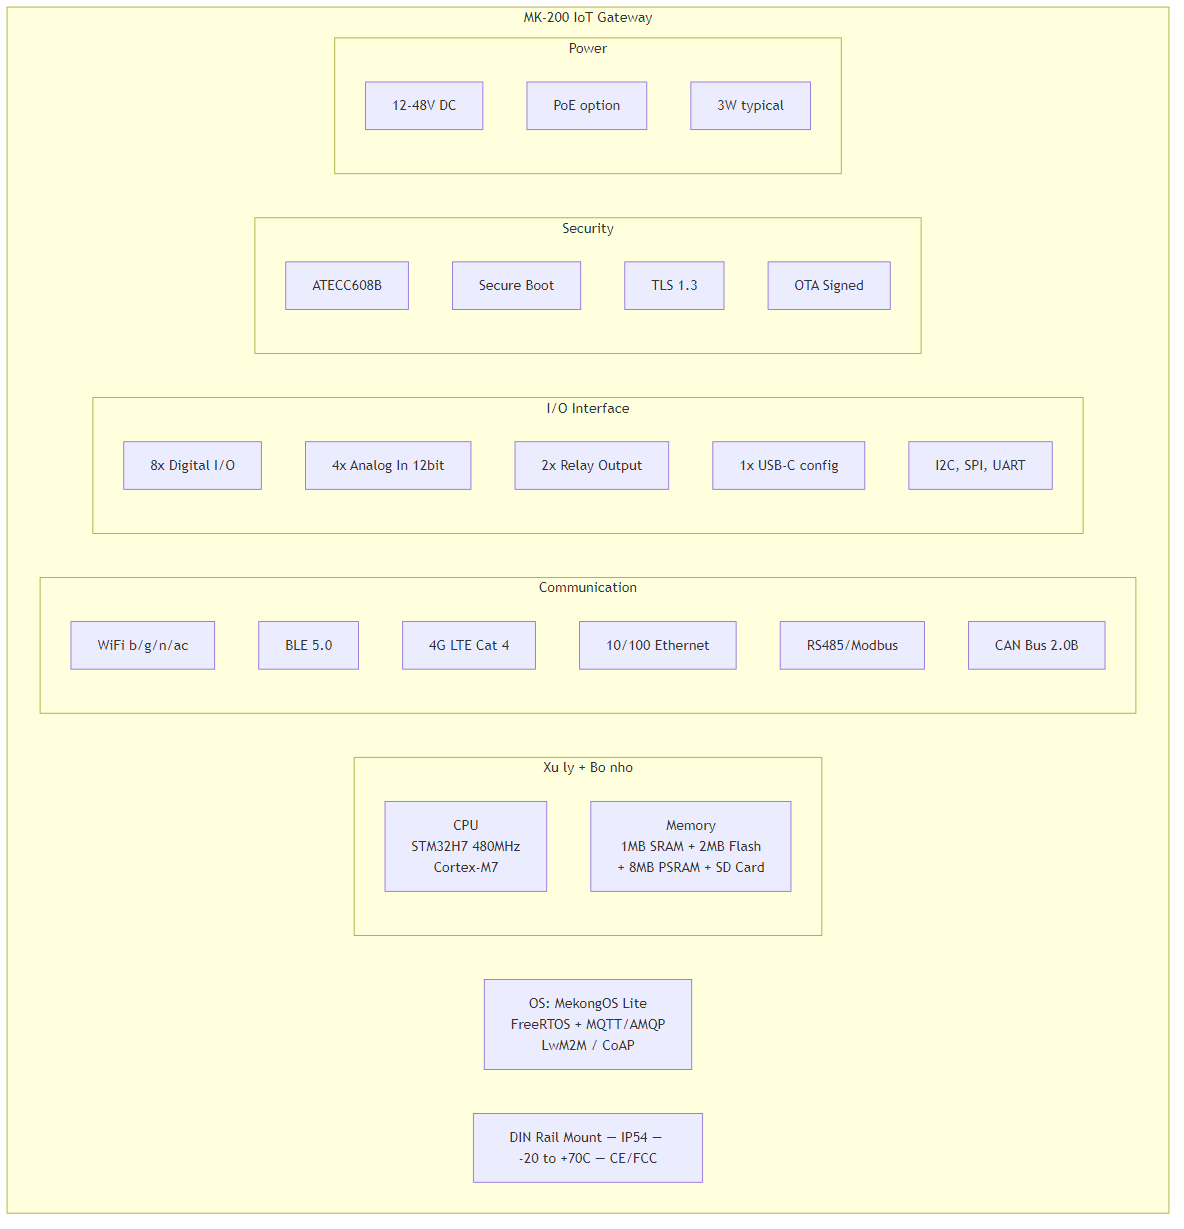 MK-200 IoT Gateway
Power
12-48V DC
PoE option
3W typical
Security
ATECC608B
Secure Boot
TLS 1.3
OTA Signed
I/O Interface
8x Digital I/O
4x Analog In 12bit
2x Relay Output
1x USB-C config
I2C, SPI, UART
Communication
WiFi b/g/n/ac
BLE 5.0
4G LTE Cat 4
10/100 Ethernet
RS485/Modbus
CAN Bus 2.0B
Xu ly + Bo nho
CPU
STM32H7 480MHz
Cortex-M7
Memory
1MB SRAM + 2MB Flash
+ 8MB PSRAM + SD Card
OS: MekongOS Lite
FreeRTOS + MQTT/AMQP
LwM2M / CoAP
DIN Rail Mount — IP54 —
-20 to +70C — CE/FCC